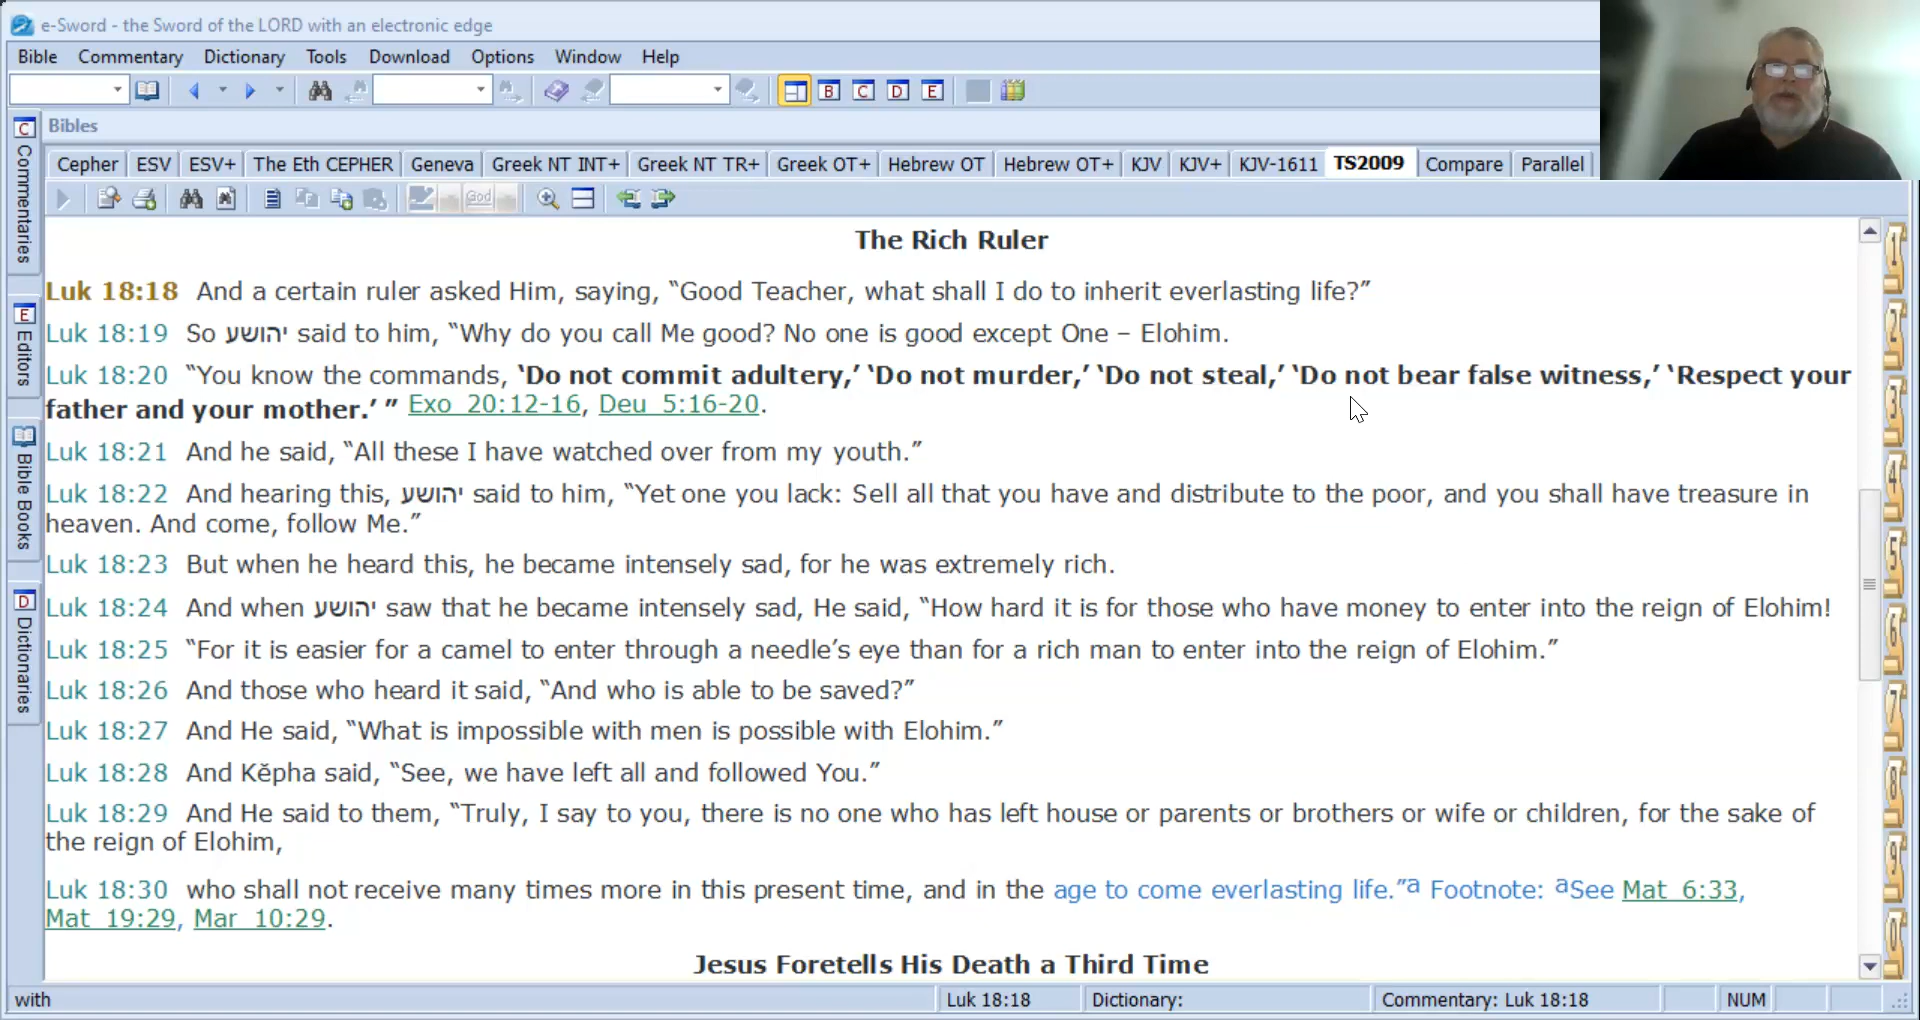 e-Sword - the Sword of the LORD with an electronic edge
Bible Commentary Dictionary Tools Download Options Window Help
B C D E
Bibles
Cepher ESV ESV+ The Eth CEPHER Geneva Greek NT INT+ Greek NT TR+ Greek OT+ Hebrew OT Hebrew OT+ KJV KJV+ KJV-1611 TS2009 Compare Parallel
God
C Commentaries
E Editors
Bible Books
D Dictionaries
The Rich Ruler
Luk 18:18 And a certain ruler asked Him, saying, “Good Teacher, what shall I do to inherit everlasting life?”
Luk 18:19 So יהושע said to him, “Why do you call Me good? No one is good except One – Elohim.
Luk 18:20 “You know the commands, ‘Do not commit adultery,’ ‘Do not murder,’ ‘Do not steal,’ ‘Do not bear false witness,’ ‘Respect your
father and your mother.’ ” Exo_20:12-16, Deu_5:16-20.
Luk 18:21 And he said, “All these I have watched over from my youth.”
Luk 18:22 And hearing this, יהושע said to him, “Yet one you lack: Sell all that you have and distribute to the poor, and you shall have treasure in
heaven. And come, follow Me.”
Luk 18:23 But when he heard this, he became intensely sad, for he was extremely rich.
Luk 18:24 And when יהושע saw that he became intensely sad, He said, “How hard it is for those who have money to enter into the reign of Elohim!
Luk 18:25 “For it is easier for a camel to enter through a needle’s eye than for a rich man to enter into the reign of Elohim.”
Luk 18:26 And those who heard it said, “And who is able to be saved?”
Luk 18:27 And He said, “What is impossible with men is possible with Elohim.”
Luk 18:28 And Kĕpha said, “See, we have left all and followed You.”
Luk 18:29 And He said to them, “Truly, I say to you, there is no one who has left house or parents or brothers or wife or children, for the sake of
the reign of Elohim,
Luk 18:30 who shall not receive many times more in this present time, and in the age to come everlasting life.”a Footnote: aSee Mat_6:33,
Mat_19:29, Mar_10:29.
Jesus Foretells His Death a Third Time
1
2
3
4
5
6
7
8
9
0
with Luk 18:18 Dictionary: Commentary: Luk 18:18 NUM